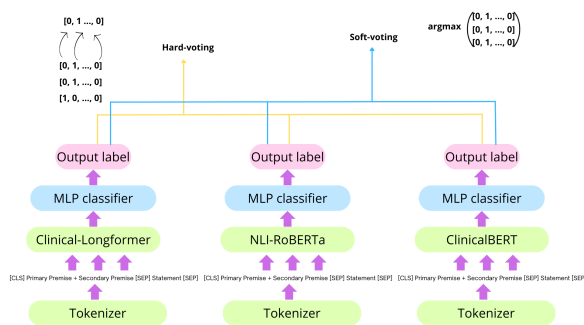 [0, 1 ..., 0]
Hard-voting
Soft-voting
argmax
[0, 1, ..., 0]
[0, 1, ..., 0]
[0, 1, ..., 0]
[0, 1, ..., 0]
[0, 1, ..., 0]
[1, 0, ..., 0]
Output label
Output label
Output label
MLP classifier
MLP classifier
MLP classifier
Clinical-Longformer
NLI-RoBERTa
ClinicalBERT
[CLS] Primary Premise + Secondary Premise [SEP] Statement [SEP]
[CLS] Primary Premise + Secondary Premise [SEP] Statement [SEP]
[CLS] Primary Premise + Secondary Premise [SEP] Statement [SEP]
Tokenizer
Tokenizer
Tokenizer